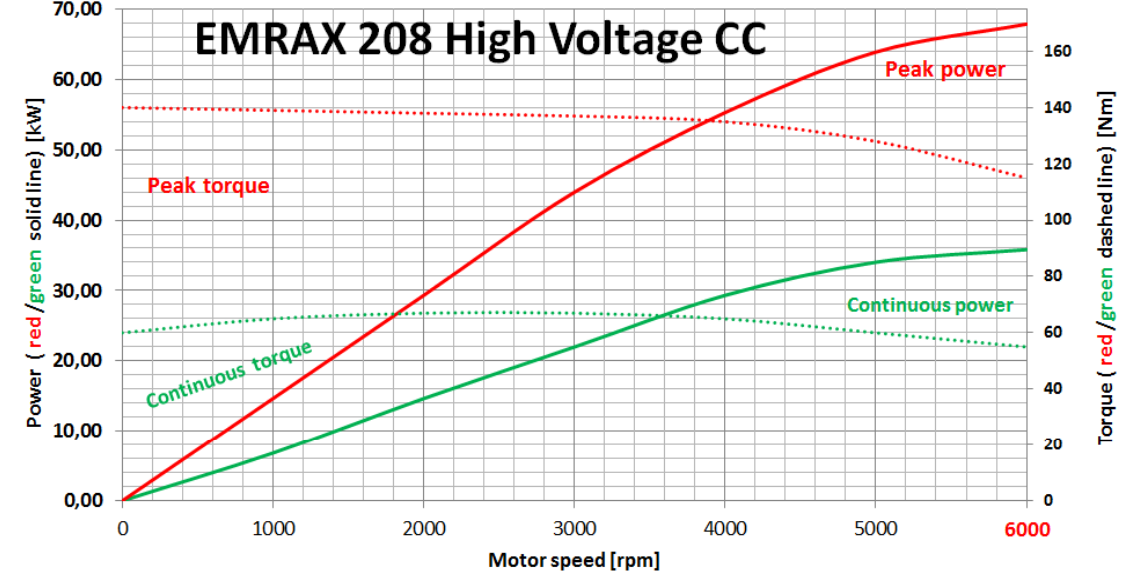 EMRAX 208 High Voltage CC
Power ( red /green solid line) [kW]
70,00
60,00
50,00
40,00
30,00
20,00
10,00
0,00
Peak power
Peak torque
Continuous power
Continuous torque
160
140
120
100
80
60
40
20
0
Torque ( red /green dashed line) [Nm]
0 1000 2000 3000 4000 5000 6000
Motor speed [rpm]